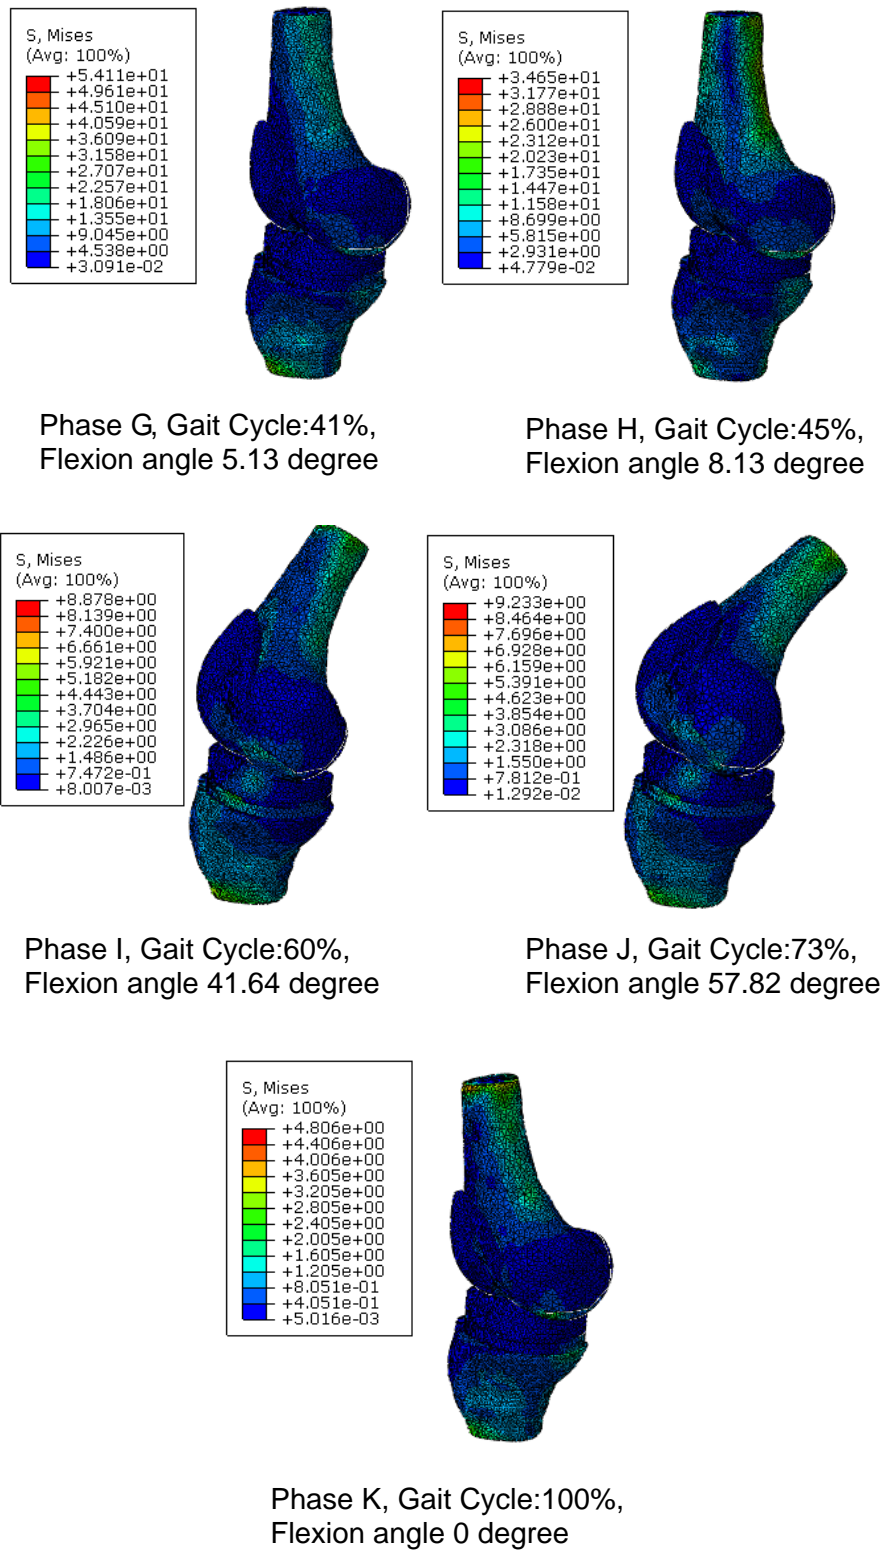 S, Mises
(Avg: 100%)
+5.411e+01
+4.961e+01
+4.510e+01
+4.059e+01
+3.609e+01
+3.158e+01
+2.707e+01
+2.257e+01
+1.806e+01
+1.355e+01
+9.045e+00
+4.538e+00
+3.091e-02
Phase G, Gait Cycle:41%,
Flexion angle 5.13 degree
S, Mises
(Avg: 100%)
+3.465e+01
+3.177e+01
+2.888e+01
+2.600e+01
+2.312e+01
+2.023e+01
+1.735e+01
+1.447e+01
+1.158e+01
+8.699e+00
+5.815e+00
+2.931e+00
+4.779e-02
Phase H, Gait Cycle:45%,
Flexion angle 8.13 degree
S, Mises
(Avg: 100%)
+8.878e+00
+8.139e+00
+7.400e+00
+6.661e+00
+5.921e+00
+5.182e+00
+4.443e+00
+3.704e+00
+2.965e+00
+2.226e+00
+1.486e+00
+7.472e-01
+8.007e-03
Phase I, Gait Cycle:60%,
Flexion angle 41.64 degree
S, Mises
(Avg: 100%)
+9.233e+00
+8.464e+00
+7.696e+00
+6.928e+00
+6.159e+00
+5.391e+00
+4.623e+00
+3.854e+00
+3.086e+00
+2.318e+00
+1.550e+00
+7.812e-01
+1.292e-02
Phase J, Gait Cycle:73%,
Flexion angle 57.82 degree
S, Mises
(Avg: 100%)
+4.806e+00
+4.406e+00
+4.006e+00
+3.605e+00
+3.205e+00
+2.805e+00
+2.405e+00
+2.005e+00
+1.605e+00
+1.205e+00
+8.051e-01
+4.051e-01
+5.016e-03
Phase K, Gait Cycle:100%,
Flexion angle 0 degree